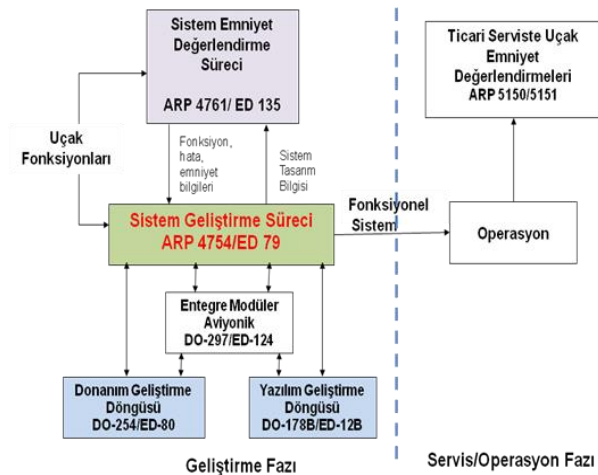 Sistem Emniyet
Değerlendirme
Süreci
ARP 4761/ ED 135
Ticari Serviste Uçak
Emniyet
Değerlendirmeleri
ARP 5150/5151
Uçak
Fonksiyonları
Fonksiyon,
hata,
emniyet
bilgileri
Sistem
Tasarım
Bilgisi
Sistem Geliştirme Süreci
ARP 4754/ED 79
Fonksiyonel
Sistem
Operasyon
Entegre Modüler
Aviyonik
DO-297/ED-124
Donanım Geliştirme
Döngüsü
DO-254/ED-80
Yazılım Geliştirme
Döngüsü
DO-178B/ED-12B
Geliştirme Fazı
Servis/Operasyon Fazı